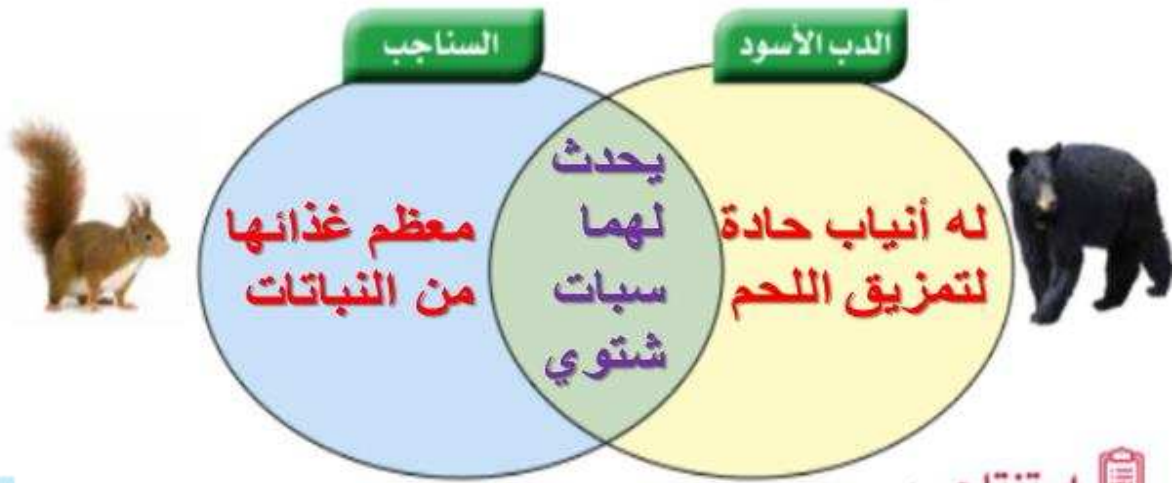 الدب الأسود
السناجب
له أنياب حادة
لتمزيق اللحم
يحدث
لهما
سبات
شتوي
معظم غذائها
من النباتات